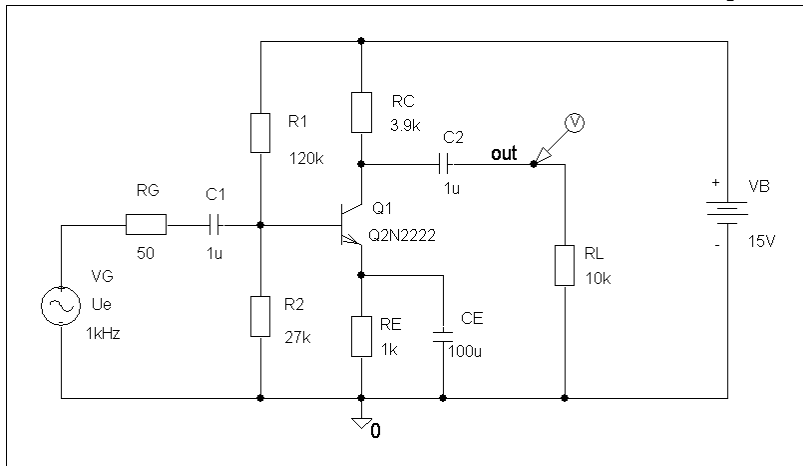 RC
3.9k
R1
120k
C2
1u
out
V
VB
+
15V
-
RG
50
C1
1u
Q1
Q2N2222
RL
10k
VG
Ue
1kHz
+
-
R2
27k
RE
1k
CE
100u
0